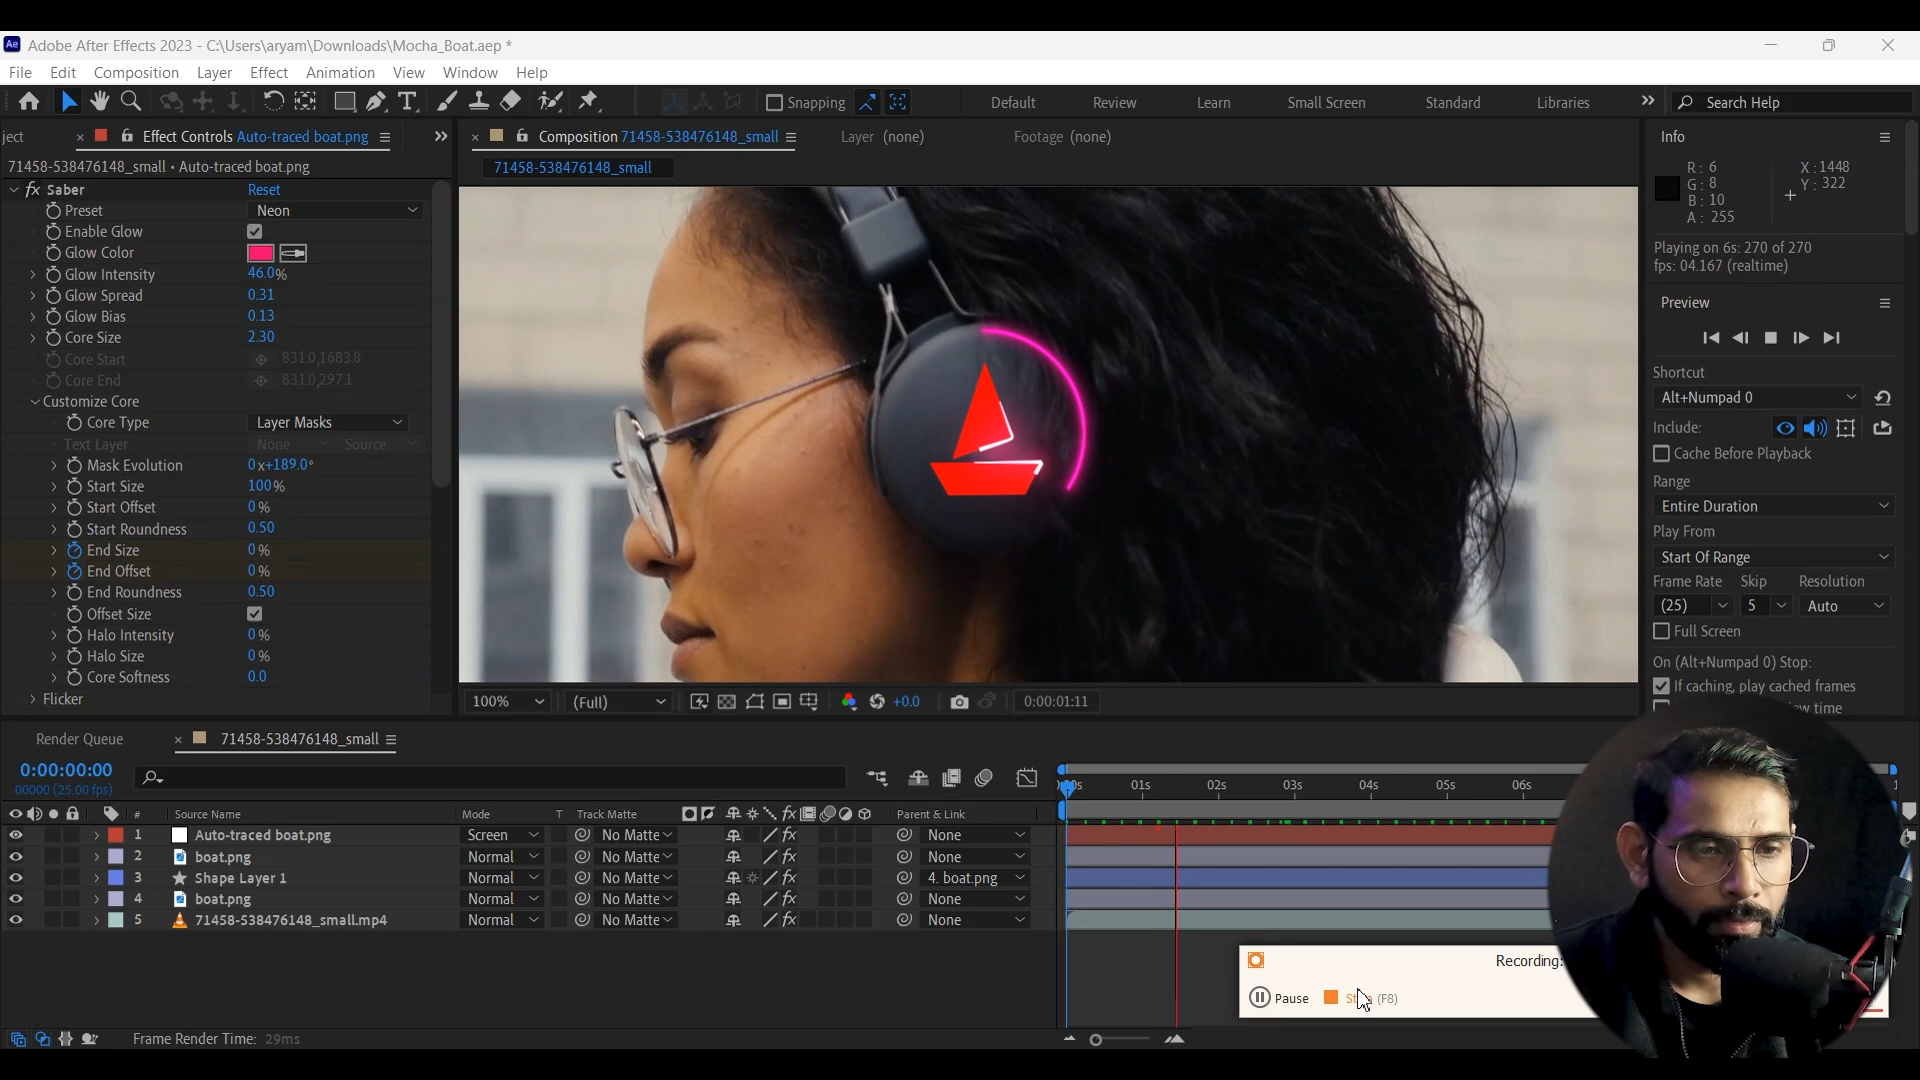 Adobe After Effects 2023 - C:\Users\aryam\Downloads\Mocha_Boat.aep *
File Edit Composition Layer Effect Animation View Window Help
Snapping Default Review Learn Small Screen Standard Libraries Search Help
ject Effect Controls Auto-traced boat.png
71458-538476148_small • Auto-traced boat.png
fx Saber Reset
Preset Neon
Enable Glow
Glow Color
Glow Intensity 46.0%
Glow Spread 0.31
Glow Bias 0.13
Core Size 2.30
Core Start 831.0,1683.8
Core End 831.0,297.1
Customize Core
Core Type Layer Masks
Text Layer None Source
Mask Evolution 0x+189.0°
Start Size 100%
Start Offset 0%
Start Roundness 0.50
End Size 0%
End Offset 0%
End Roundness 0.50
Offset Size
Halo Intensity 0%
Halo Size 0%
Core Softness 0.0
Flicker
Composition 71458-538476148_small Layer (none) Footage (none)
71458-538476148_small
100% (Full) +0.0 0:00:01:11
Info
R: 6 X: 1448
G: 8 Y: 322
B: 10
A: 255
Playing on 6s: 270 of 270
fps: 04.167 (realtime)
Preview
Shortcut
Alt+Numpad 0
Include:
Cache Before Playback
Range
Entire Duration
Play From
Start Of Range
Frame Rate Skip Resolution
(25) 5 Auto
Full Screen
On (Alt+Numpad 0) Stop:
If caching, play cached frames
time
Render Queue 71458-538476148_small
0:00:00:00
00000 (25.00 fps)
01s 02s 03s 04s 05s 06s
# Source Name Mode T Track Matte fx Parent & Link
1 Auto-traced boat.png Screen No Matte fx None
2 boat.png Normal No Matte fx None
3 Shape Layer 1 Normal No Matte fx 4. boat.png
4 boat.png Normal No Matte fx None
5 71458-538476148_small.mp4 Normal No Matte fx None
Recording:
Pause (F8)
Frame Render Time: 29ms